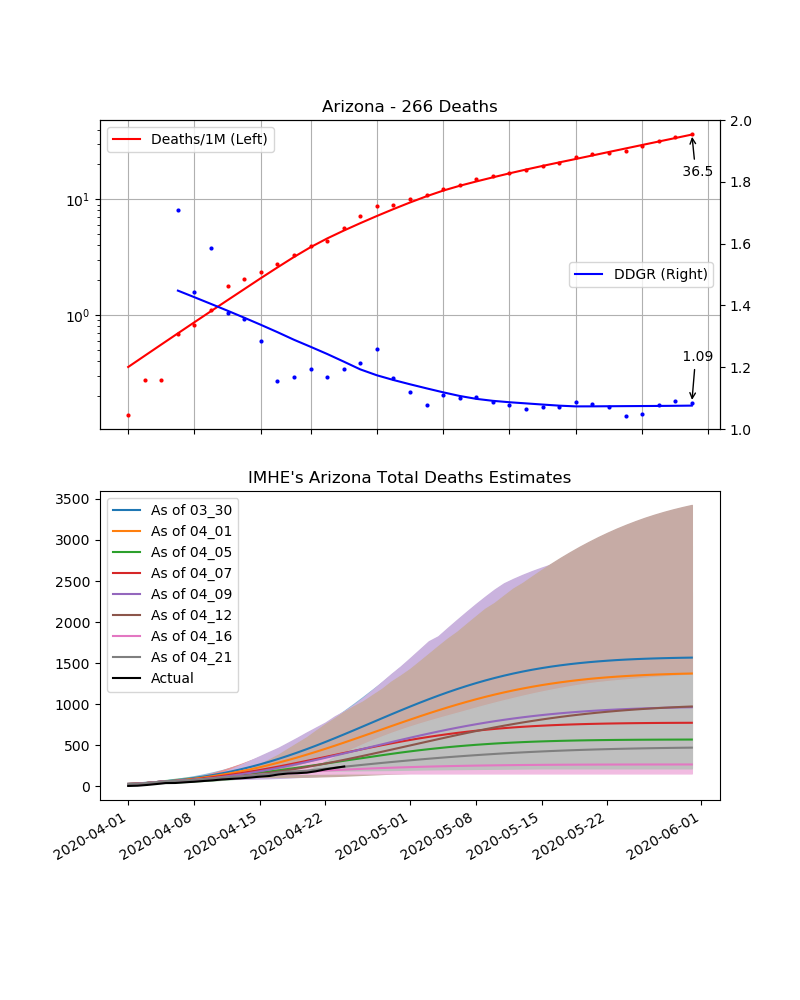 Arizona - 266 Deaths
Deaths/1M (Left)
2.0
1.8
1.6
1.4
1.2
1.0
10¹
10⁰
36.5
DDGR (Right)
1.09
IMHE's Arizona Total Deaths Estimates
3500
3000
2500
2000
1500
1000
500
0
As of 03_30
As of 04_01
As of 04_05
As of 04_07
As of 04_09
As of 04_12
As of 04_16
As of 04_21
Actual
2020-04-01
2020-04-08
2020-04-15
2020-04-22
2020-05-01
2020-05-08
2020-05-15
2020-05-22
2020-06-01